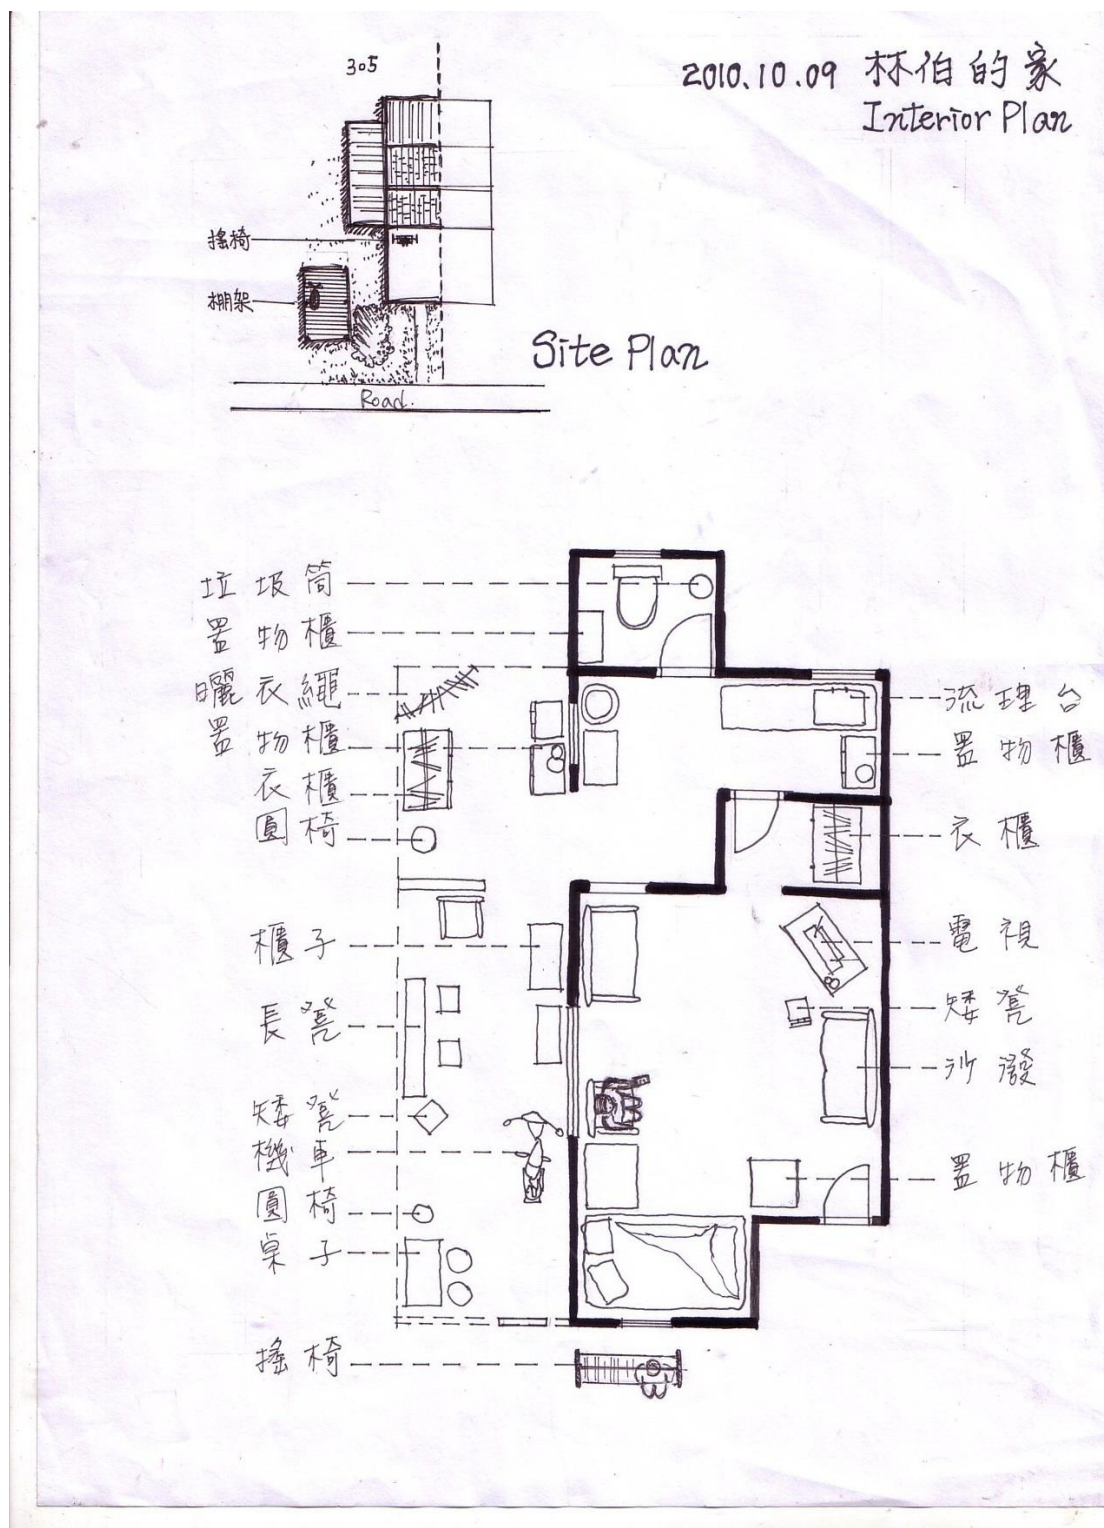 305
2010.10.09 林伯的家
Interior Plan
搖椅
棚架
Site Plan
Road.
垃圾筒
置物櫃
曬衣繩
置物櫃
衣櫃
圓椅
櫃子
長凳
矮凳
機車
圓椅
桌子
搖椅
流理台
置物櫃
衣櫃
電視
矮凳
沙發
置物櫃